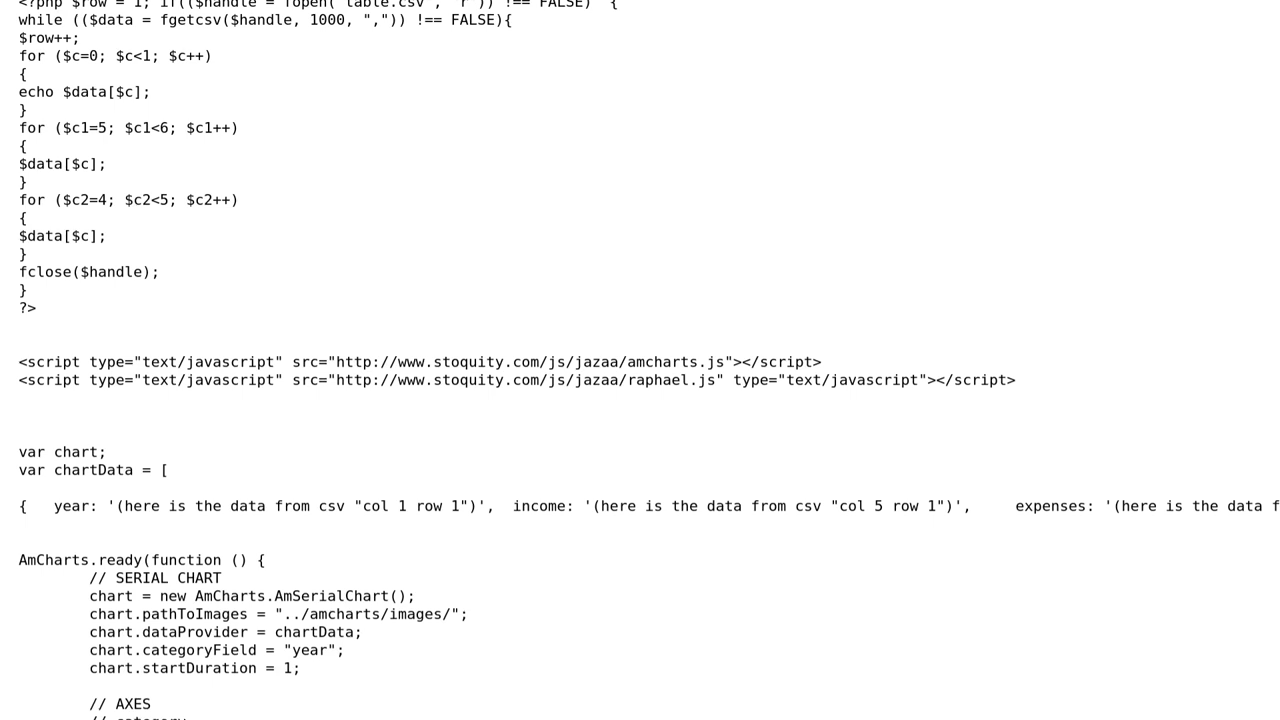 <?php $row = 1; if(($handle = fopen("table.csv", "r")) !== FALSE)  {
while (($data = fgetcsv($handle, 1000, ",")) !== FALSE){
$row++;
for ($c=0; $c<1; $c++)
{
echo $data[$c];
}
for ($c1=5; $c1<6; $c1++)
{
$data[$c];
}
for ($c2=4; $c2<5; $c2++)
{
$data[$c];
}
fclose($handle);
}
?>
<script type="text/javascript" src="http://www.stoquity.com/js/jazaa/amcharts.js"></script>
<script type="text/javascript" src="http://www.stoquity.com/js/jazaa/raphael.js" type="text/javascript"></script>
var chart;
var chartData = [
{   year: '(here is the data from csv "col 1 row 1")',  income: '(here is the data from csv "col 5 row 1")',     expenses: '(here is the data f
AmCharts.ready(function () {
        // SERIAL CHART
        chart = new AmCharts.AmSerialChart();
        chart.pathToImages = "../amcharts/images/";
        chart.dataProvider = chartData;
        chart.categoryField = "year";
        chart.startDuration = 1;
        // AXES